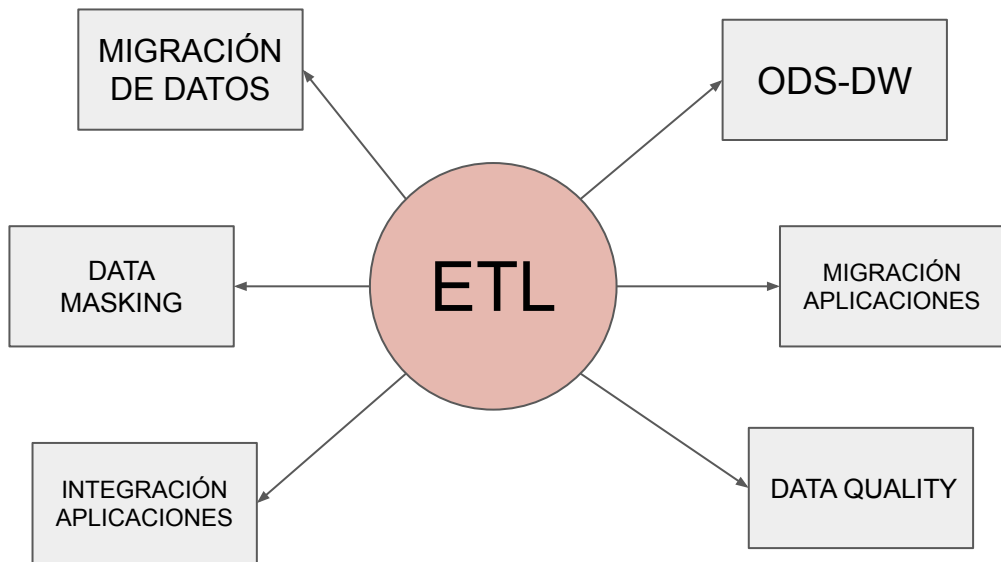 MIGRACIÓN
DE DATOS
ODS-DW
DATA
MASKING
ETL
MIGRACIÓN
APLICACIONES
INTEGRACIÓN
APLICACIONES
DATA QUALITY